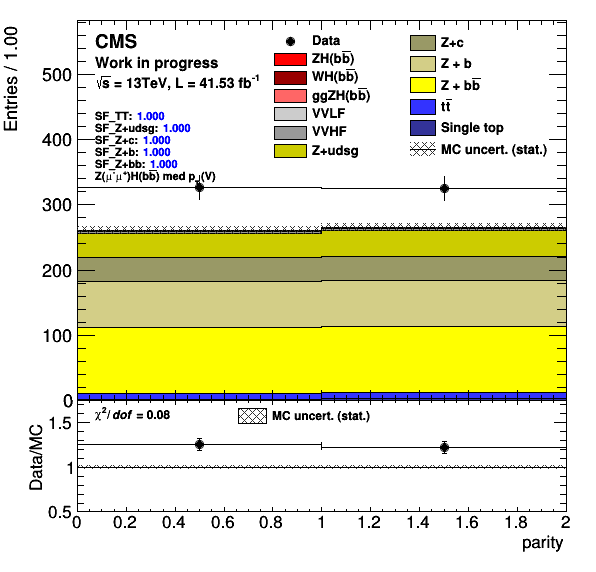 CMS
Work in progress
√s = 13TeV, L = 41.53 fb⁻¹
SF_TT: 1.000
SF_Z+udsg: 1.000
SF_Z+c: 1.000
SF_Z+b: 1.000
SF_Z+bb: 1.000
Z(μ⁻μ⁺)H(bb̅) med p (V)
Data
ZH(bb̅)
WH(bb̅)
ggZH(bb̅)
VVLF
VVHF
Z+udsg
Z+c
Z + b
Z + bb̅
tt̅
Single top
MC uncert. (stat.)
Entries / 1.00
500
400
300
200
100
0
χ²/dof = 0.08
MC uncert. (stat.)
Data/MC
1.5
1
0.5
0 0.2 0.4 0.6 0.8 1 1.2 1.4 1.6 1.8 2
parity